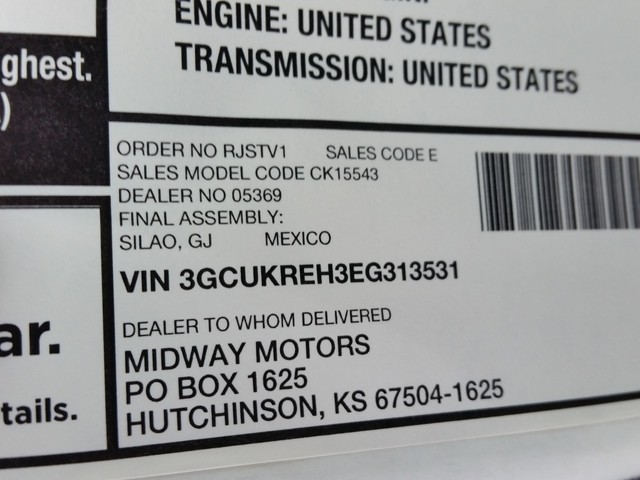 ENGINE: UNITED STATES
TRANSMISSION: UNITED STATES
ghest.
)
ORDER NO RJSTV1 SALES CODE E
SALES MODEL CODE CK15543
DEALER NO 05369
FINAL ASSEMBLY:
SILAO, GJ MEXICO
VIN 3GCUKREH3EG313531
DEALER TO WHOM DELIVERED
MIDWAY MOTORS
PO BOX 1625
HUTCHINSON, KS 67504-1625
ar.
tails.